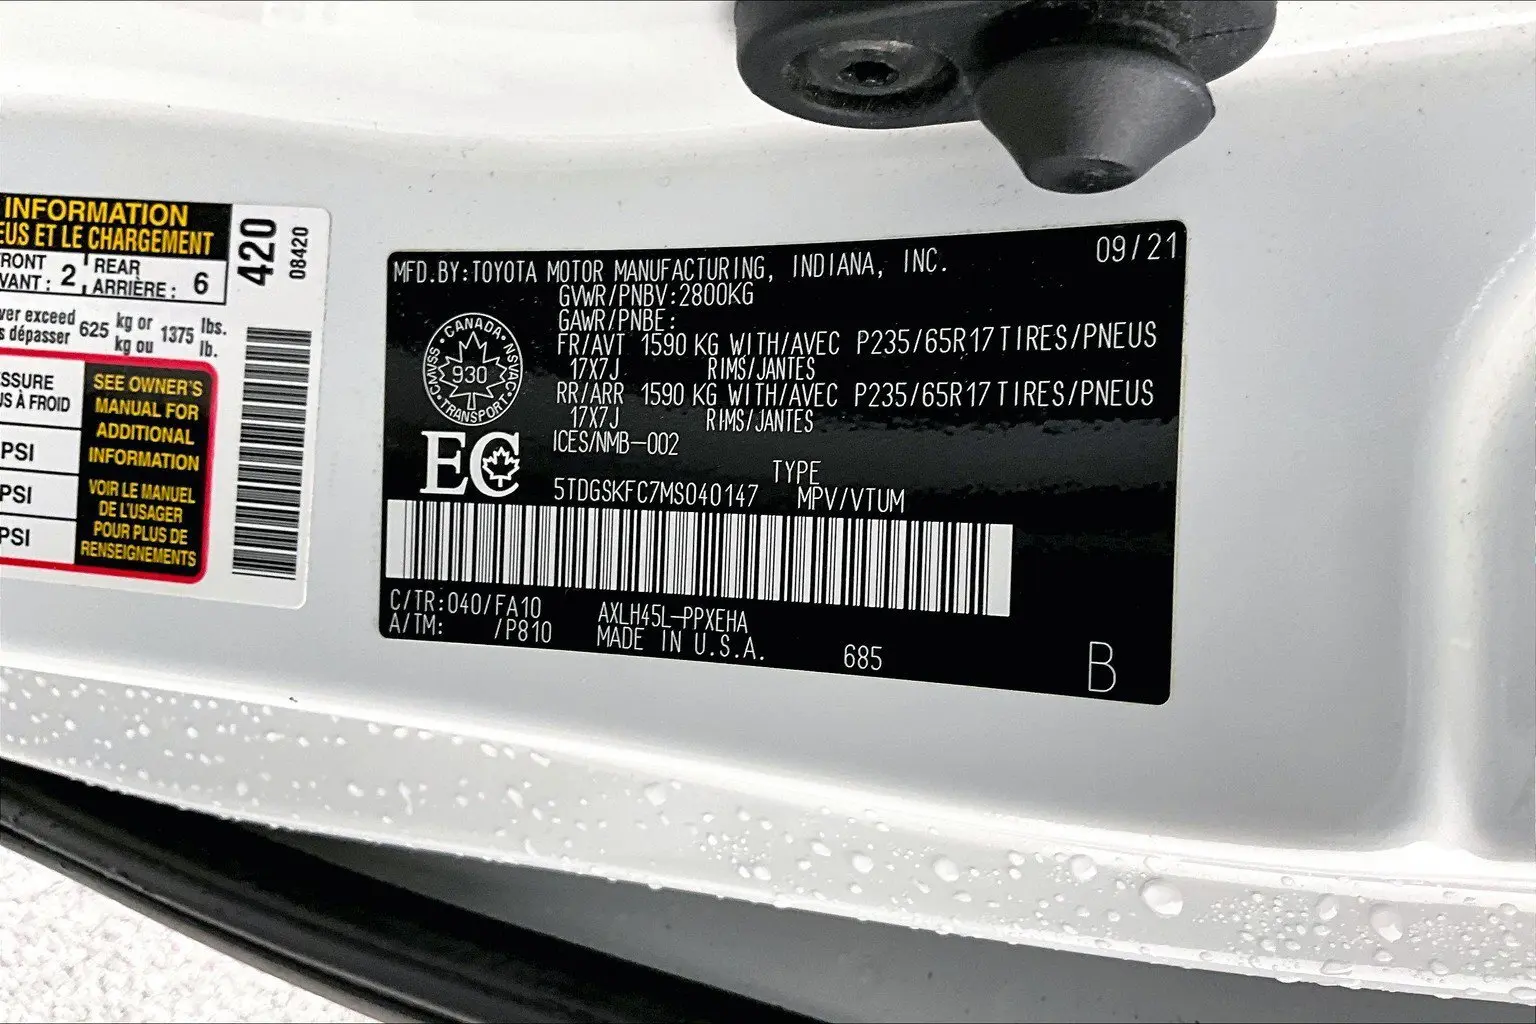 INFORMATION
EUS ET LE CHARGEMENT
RONT
VANT : 2
REAR
ARRIÈRE : 6
ver exceed
s dépasser 625 kg or
kg ou 1375 lbs.
lb.
SSURE
US À FROID
PSI
PSI
PSI
SEE OWNER'S
MANUAL FOR
ADDITIONAL
INFORMATION
VOIR LE MANUEL
DE L'USAGER
POUR PLUS DE
RENSEIGNEMENTS
420
08420
MFD.BY:TOYOTA MOTOR MANUFACTURING, INDIANA, INC. 09/21
GVWR/PNBV:2800KG
GAWR/PNBE:
FR/AVT 1590 KG WITH/AVEC P235/65R17 TIRES/PNEUS
17X7J RIMS/JANTES
RR/ARR 1590 KG WITH/AVEC P235/65R17 TIRES/PNEUS
17X7J RIMS/JANTES
ICES/NMB-002
CANADA
CMVSS
NSVAC
930
TRANSPORT
EC
TYPE
5TDGSKFC7MS040147 MPV/VTUM
C/TR:040/FA10 AXLH45L-PPXEHA
A/TM: /P810 MADE IN U.S.A. 685 B